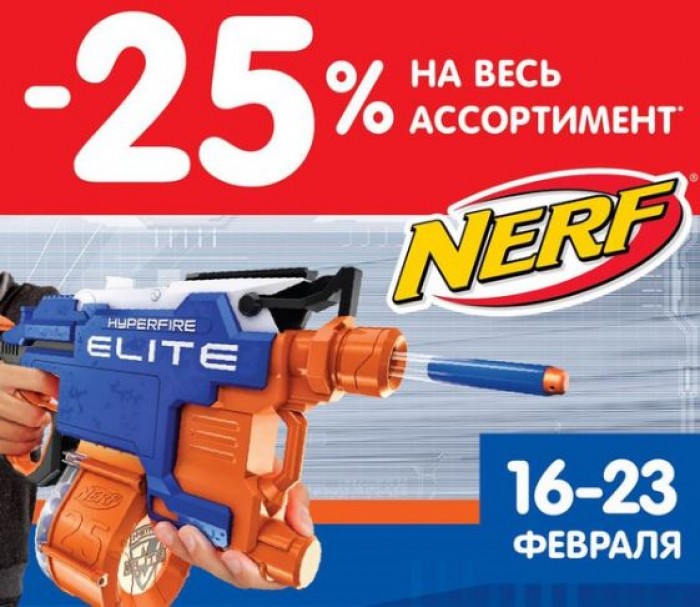 -25%
НА ВЕСЬ
АССОРТИМЕНТ*
NERF®
HYPERFIRE
ELITE
NERF
25
16-23
ФЕВРАЛЯ